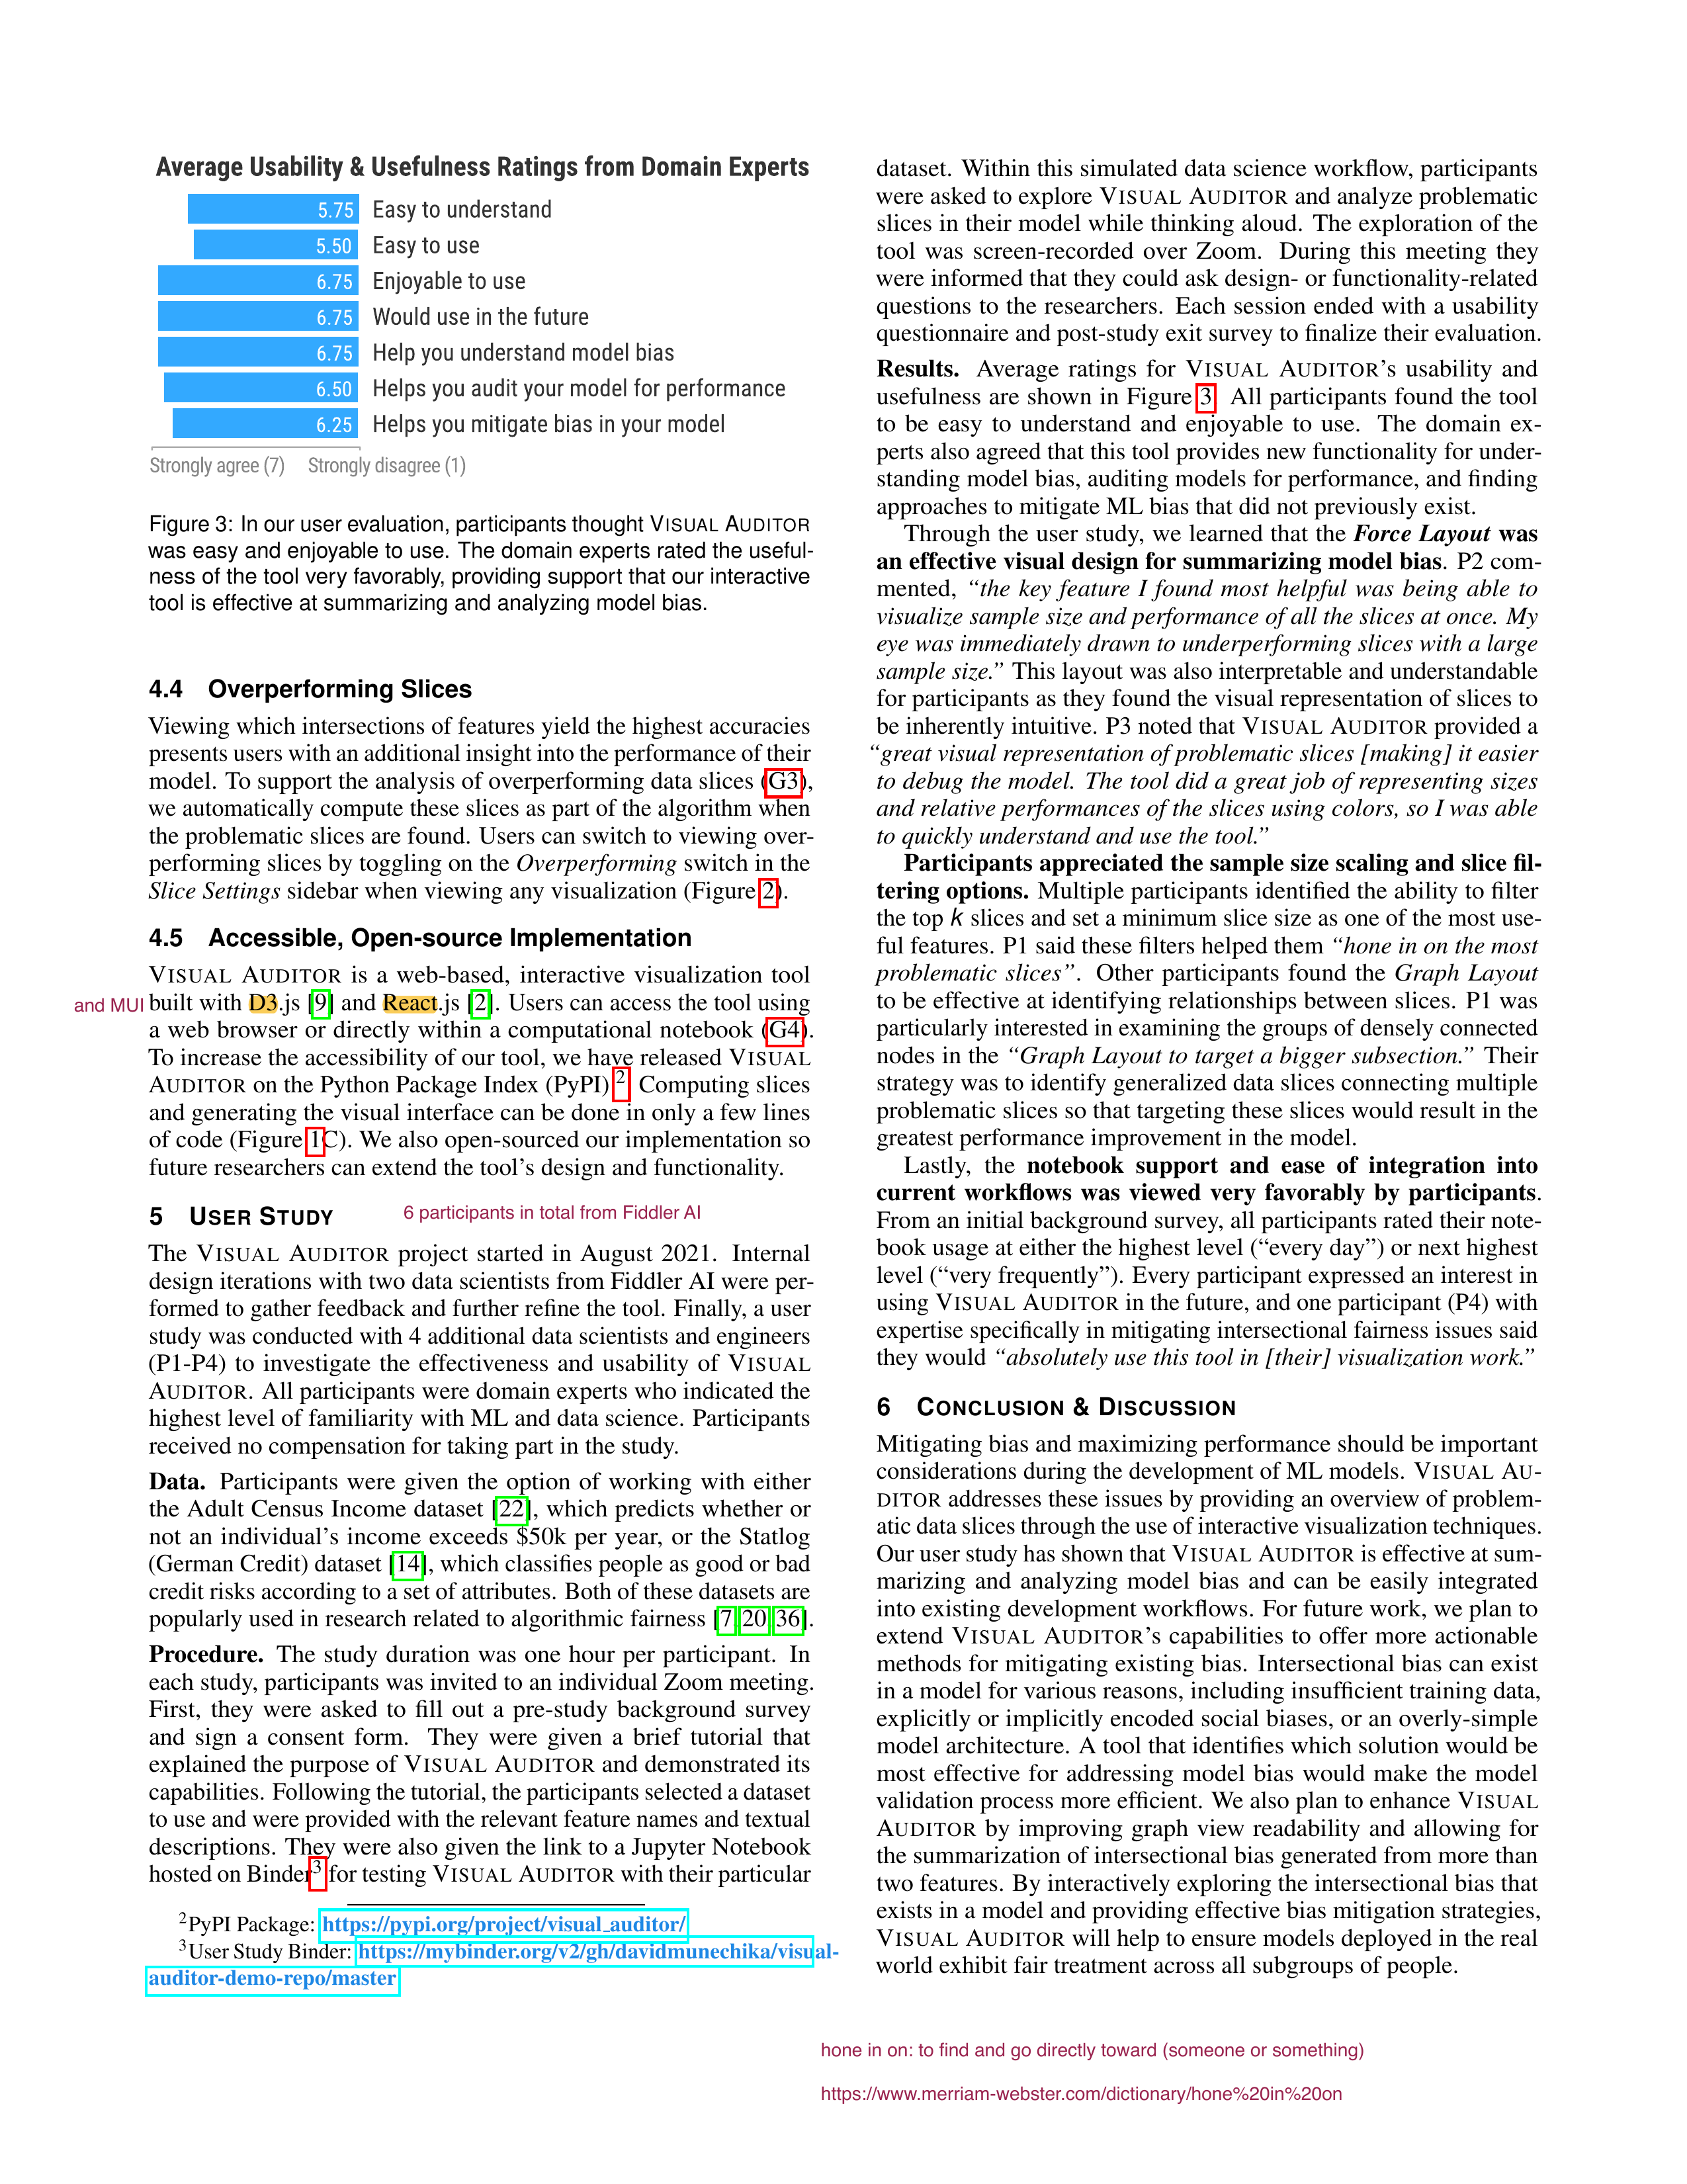 Average Usability & Usefulness Ratings from Domain Experts
5.75 Easy to understand
5.50 Easy to use
6.75 Enjoyable to use
6.75 Would use in the future
6.75 Help you understand model bias
6.50 Helps you audit your model for performance
6.25 Helps you mitigate bias in your model
Strongly agree (7) Strongly disagree (1)
Figure 3: In our user evaluation, participants thought VISUAL AUDITOR
was easy and enjoyable to use. The domain experts rated the useful-
ness of the tool very favorably, providing support that our interactive
tool is effective at summarizing and analyzing model bias.
4.4 Overperforming Slices
Viewing which intersections of features yield the highest accuracies
presents users with an additional insight into the performance of their
model. To support the analysis of overperforming data slices (G3),
we automatically compute these slices as part of the algorithm when
the problematic slices are found. Users can switch to viewing over-
performing slices by toggling on the Overperforming switch in the
Slice Settings sidebar when viewing any visualization (Figure 2).
4.5 Accessible, Open-source Implementation
VISUAL AUDITOR is a web-based, interactive visualization tool
and MUI
built with D3.js [9] and React.js [2]. Users can access the tool using
a web browser or directly within a computational notebook (G4).
To increase the accessibility of our tool, we have released VISUAL
AUDITOR on the Python Package Index (PyPI) 2 Computing slices
and generating the visual interface can be done in only a few lines
of code (Figure 1C). We also open-sourced our implementation so
future researchers can extend the tool's design and functionality.
5 USER STUDY
6 participants in total from Fiddler AI
The VISUAL AUDITOR project started in August 2021. Internal
design iterations with two data scientists from Fiddler AI were per-
formed to gather feedback and further refine the tool. Finally, a user
study was conducted with 4 additional data scientists and engineers
(P1-P4) to investigate the effectiveness and usability of VISUAL
AUDITOR. All participants were domain experts who indicated the
highest level of familiarity with ML and data science. Participants
received no compensation for taking part in the study.
Data. Participants were given the option of working with either
the Adult Census Income dataset [22], which predicts whether or
not an individual's income exceeds $50k per year, or the Statlog
(German Credit) dataset [14], which classifies people as good or bad
credit risks according to a set of attributes. Both of these datasets are
popularly used in research related to algorithmic fairness [7, 20, 36].
Procedure. The study duration was one hour per participant. In
each study, participants was invited to an individual Zoom meeting.
First, they were asked to fill out a pre-study background survey
and sign a consent form. They were given a brief tutorial that
explained the purpose of VISUAL AUDITOR and demonstrated its
capabilities. Following the tutorial, the participants selected a dataset
to use and were provided with the relevant feature names and textual
descriptions. They were also given the link to a Jupyter Notebook
hosted on Binder3 for testing VISUAL AUDITOR with their particular
2PyPI Package: https://pypi.org/project/visual_auditor/
3User Study Binder: https://mybinder.org/v2/gh/davidmunechika/visual-
auditor-demo-repo/master
dataset. Within this simulated data science workflow, participants
were asked to explore VISUAL AUDITOR and analyze problematic
slices in their model while thinking aloud. The exploration of the
tool was screen-recorded over Zoom. During this meeting they
were informed that they could ask design- or functionality-related
questions to the researchers. Each session ended with a usability
questionnaire and post-study exit survey to finalize their evaluation.
Results. Average ratings for VISUAL AUDITOR's usability and
usefulness are shown in Figure 3 All participants found the tool
to be easy to understand and enjoyable to use. The domain ex-
perts also agreed that this tool provides new functionality for under-
standing model bias, auditing models for performance, and finding
approaches to mitigate ML bias that did not previously exist.
Through the user study, we learned that the Force Layout was
an effective visual design for summarizing model bias. P2 com-
mented, “the key feature I found most helpful was being able to
visualize sample size and performance of all the slices at once. My
eye was immediately drawn to underperforming slices with a large
sample size.” This layout was also interpretable and understandable
for participants as they found the visual representation of slices to
be inherently intuitive. P3 noted that VISUAL AUDITOR provided a
“great visual representation of problematic slices [making] it easier
to debug the model. The tool did a great job of representing sizes
and relative performances of the slices using colors, so I was able
to quickly understand and use the tool.”
Participants appreciated the sample size scaling and slice fil-
tering options. Multiple participants identified the ability to filter
the top k slices and set a minimum slice size as one of the most use-
ful features. P1 said these filters helped them “hone in on the most
problematic slices”. Other participants found the Graph Layout
to be effective at identifying relationships between slices. P1 was
particularly interested in examining the groups of densely connected
nodes in the “Graph Layout to target a bigger subsection.” Their
strategy was to identify generalized data slices connecting multiple
problematic slices so that targeting these slices would result in the
greatest performance improvement in the model.
Lastly, the notebook support and ease of integration into
current workflows was viewed very favorably by participants.
From an initial background survey, all participants rated their note-
book usage at either the highest level (“every day”) or next highest
level (“very frequently”). Every participant expressed an interest in
using VISUAL AUDITOR in the future, and one participant (P4) with
expertise specifically in mitigating intersectional fairness issues said
they would “absolutely use this tool in [their] visualization work.”
6 CONCLUSION & DISCUSSION
Mitigating bias and maximizing performance should be important
considerations during the development of ML models. VISUAL AU-
DITOR addresses these issues by providing an overview of problem-
atic data slices through the use of interactive visualization techniques.
Our user study has shown that VISUAL AUDITOR is effective at sum-
marizing and analyzing model bias and can be easily integrated
into existing development workflows. For future work, we plan to
extend VISUAL AUDITOR's capabilities to offer more actionable
methods for mitigating existing bias. Intersectional bias can exist
in a model for various reasons, including insufficient training data,
explicitly or implicitly encoded social biases, or an overly-simple
model architecture. A tool that identifies which solution would be
most effective for addressing model bias would make the model
validation process more efficient. We also plan to enhance VISUAL
AUDITOR by improving graph view readability and allowing for
the summarization of intersectional bias generated from more than
two features. By interactively exploring the intersectional bias that
exists in a model and providing effective bias mitigation strategies,
VISUAL AUDITOR will help to ensure models deployed in the real
world exhibit fair treatment across all subgroups of people.
hone in on: to find and go directly toward (someone or something)
https://www.merriam-webster.com/dictionary/hone%20in%20on